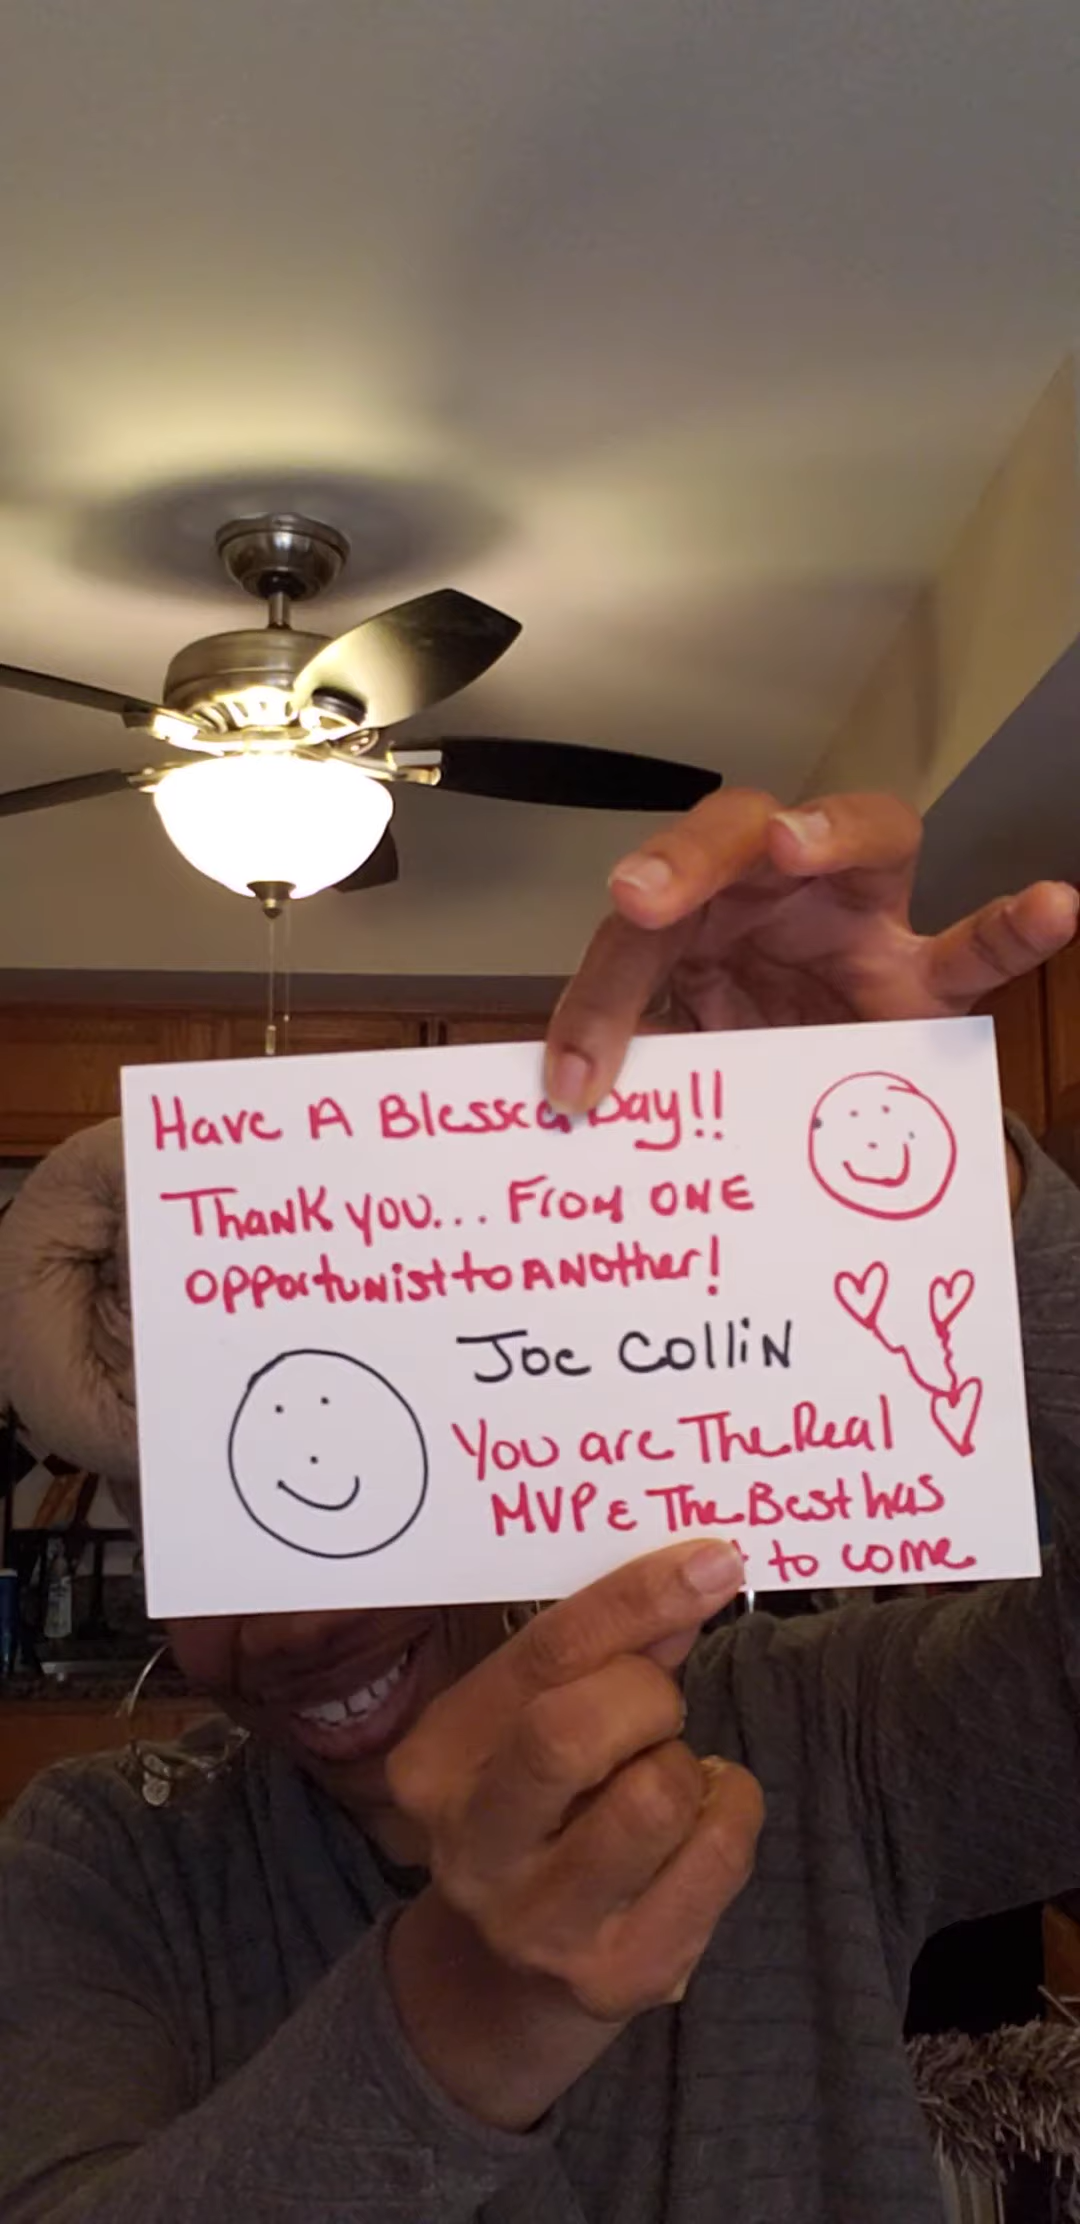 Have A Blessed Day!!
Thank you... From ONE
opportunist to ANother!
Joe Collin
You are The Real
MVP & The Best has
to come